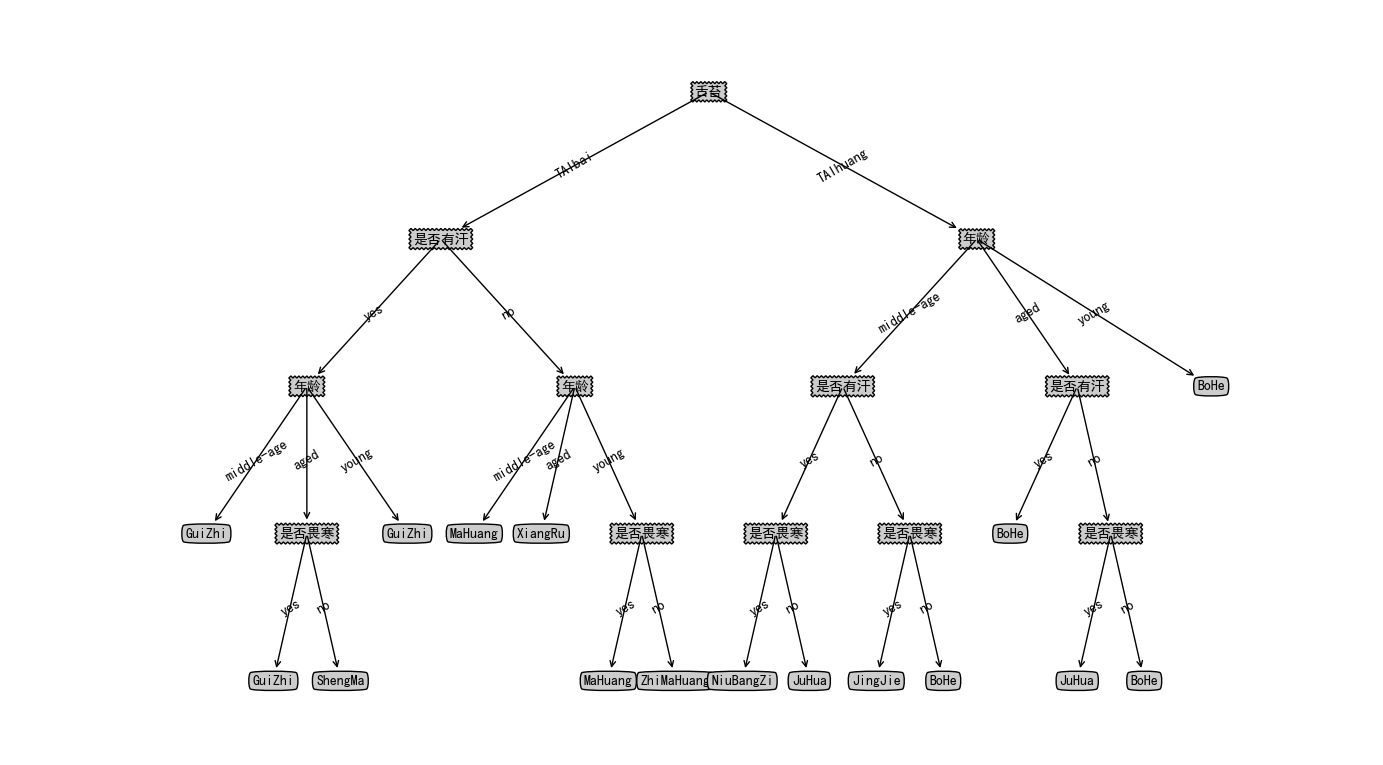 舌苔
TAIbai
TAIhuang
是否有汗
年龄
yes
no
middle-age
aged
young
年龄
年龄
是否有汗
是否有汗
BoHe
middle-age
aged
young
middle-age
aged
young
yes
no
yes
no
GuiZhi
是否畏寒
GuiZhi
MaHuang
XiangRu
是否畏寒
是否畏寒
是否畏寒
BoHe
是否畏寒
yes
no
yes
no
yes
no
yes
no
yes
no
GuiZhi
ShengMa
MaHuang
ZhiMaHuang
NiuBangZi
JuHua
JingJie
BoHe
JuHua
BoHe